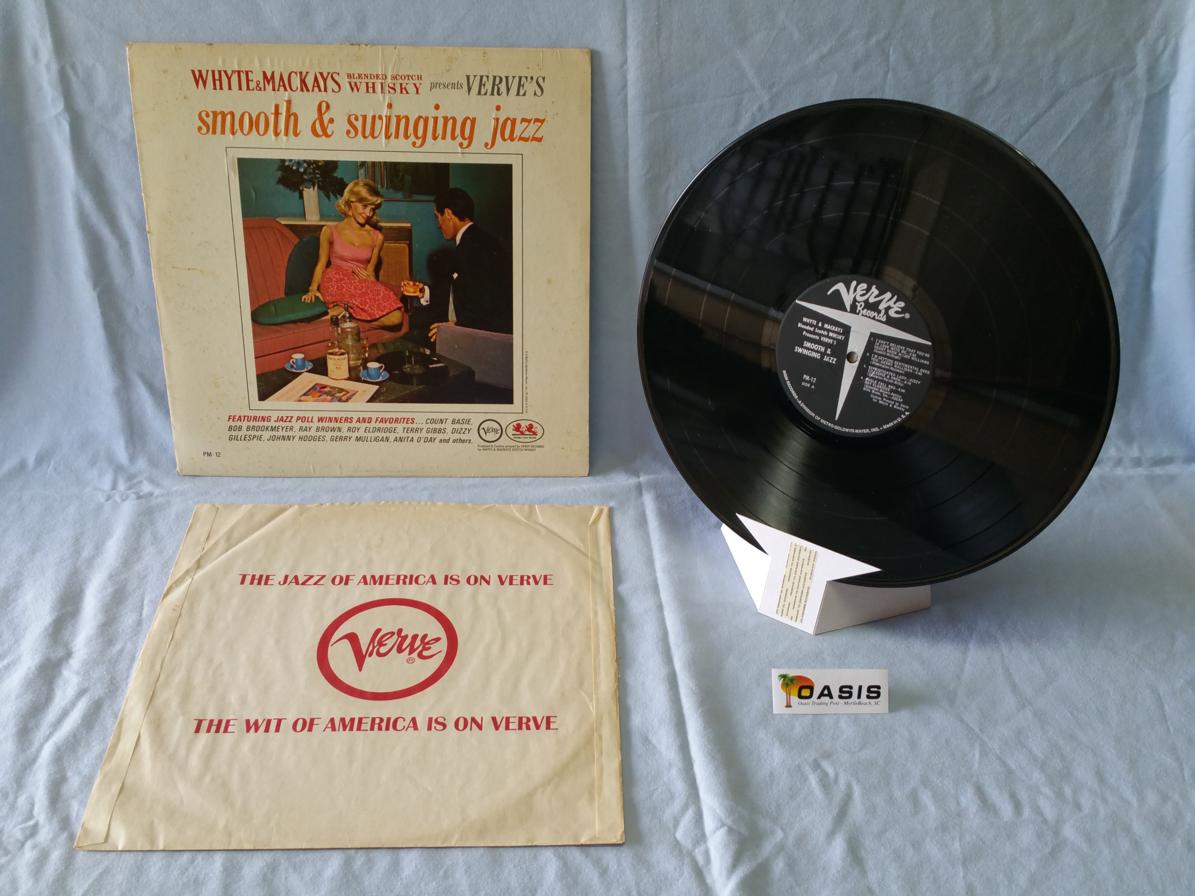 WHYTE & MACKAYS BLENDED SCOTCH WHISKY presents VERVE'S
smooth & swinging jazz
FEATURING JAZZ POLL WINNERS AND FAVORITES... COUNT BASIE,
BOB BROOKMEYER, RAY BROWN, ROY ELDRIDGE, TERRY GIBBS, DIZZY
GILLESPIE, JOHNNY HODGES, GERRY MULLIGAN, ANITA O'DAY and others.
Verve
PM-12
Verve
Records
WHYTE & MACKAYS
Blended Scotch WHISKY
Presents VERVE'S
SMOOTH &
SWINGING JAZZ
PM-12
SIDE A
THE JAZZ OF AMERICA IS ON VERVE
Verve ®
THE WIT OF AMERICA IS ON VERVE
OASIS
Oasis Trading Post - MyrtleBeach, SC